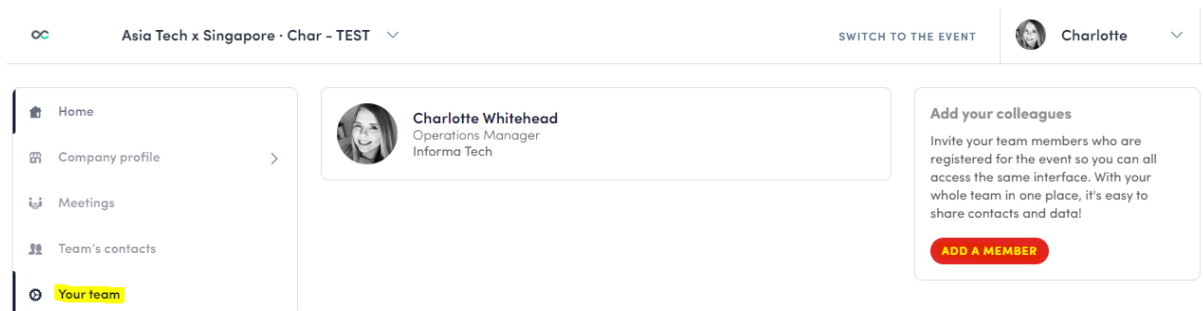 Asia Tech x Singapore · Char - TEST
SWITCH TO THE EVENT
Charlotte
Home
Company profile
Meetings
Team's contacts
Your team
Charlotte Whitehead
Operations Manager
Informa Tech
Add your colleagues
Invite your team members who are
registered for the event so you can all
access the same interface. With your
whole team in one place, it's easy to
share contacts and data!
ADD A MEMBER